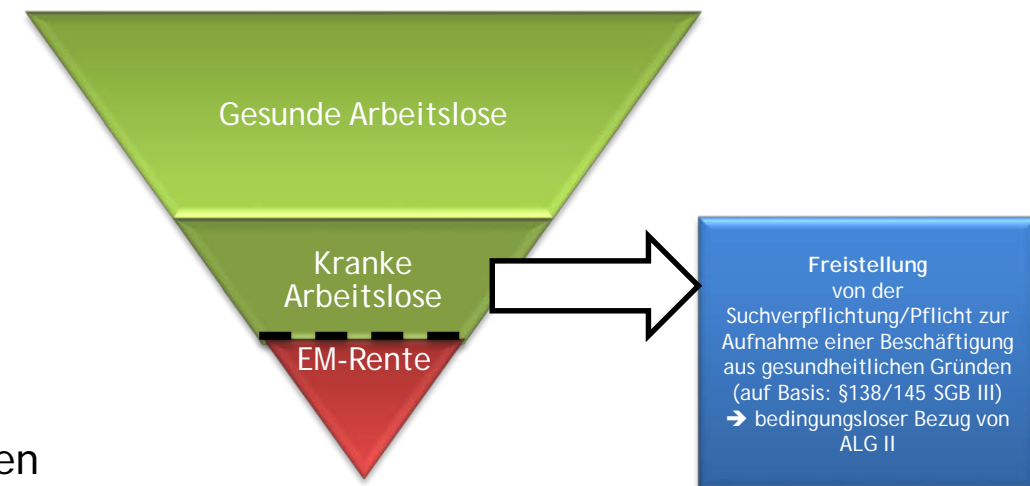 Gesunde Arbeitslose
Kranke
Arbeitslose
EM-Rente
Freistellung
von der
Suchverpflichtung/Pflicht zur
Aufnahme einer Beschäftigung
aus gesundheitlichen Gründen
(auf Basis: §138/145 SGB III)
➔ bedingungsloser Bezug von
ALG II
en